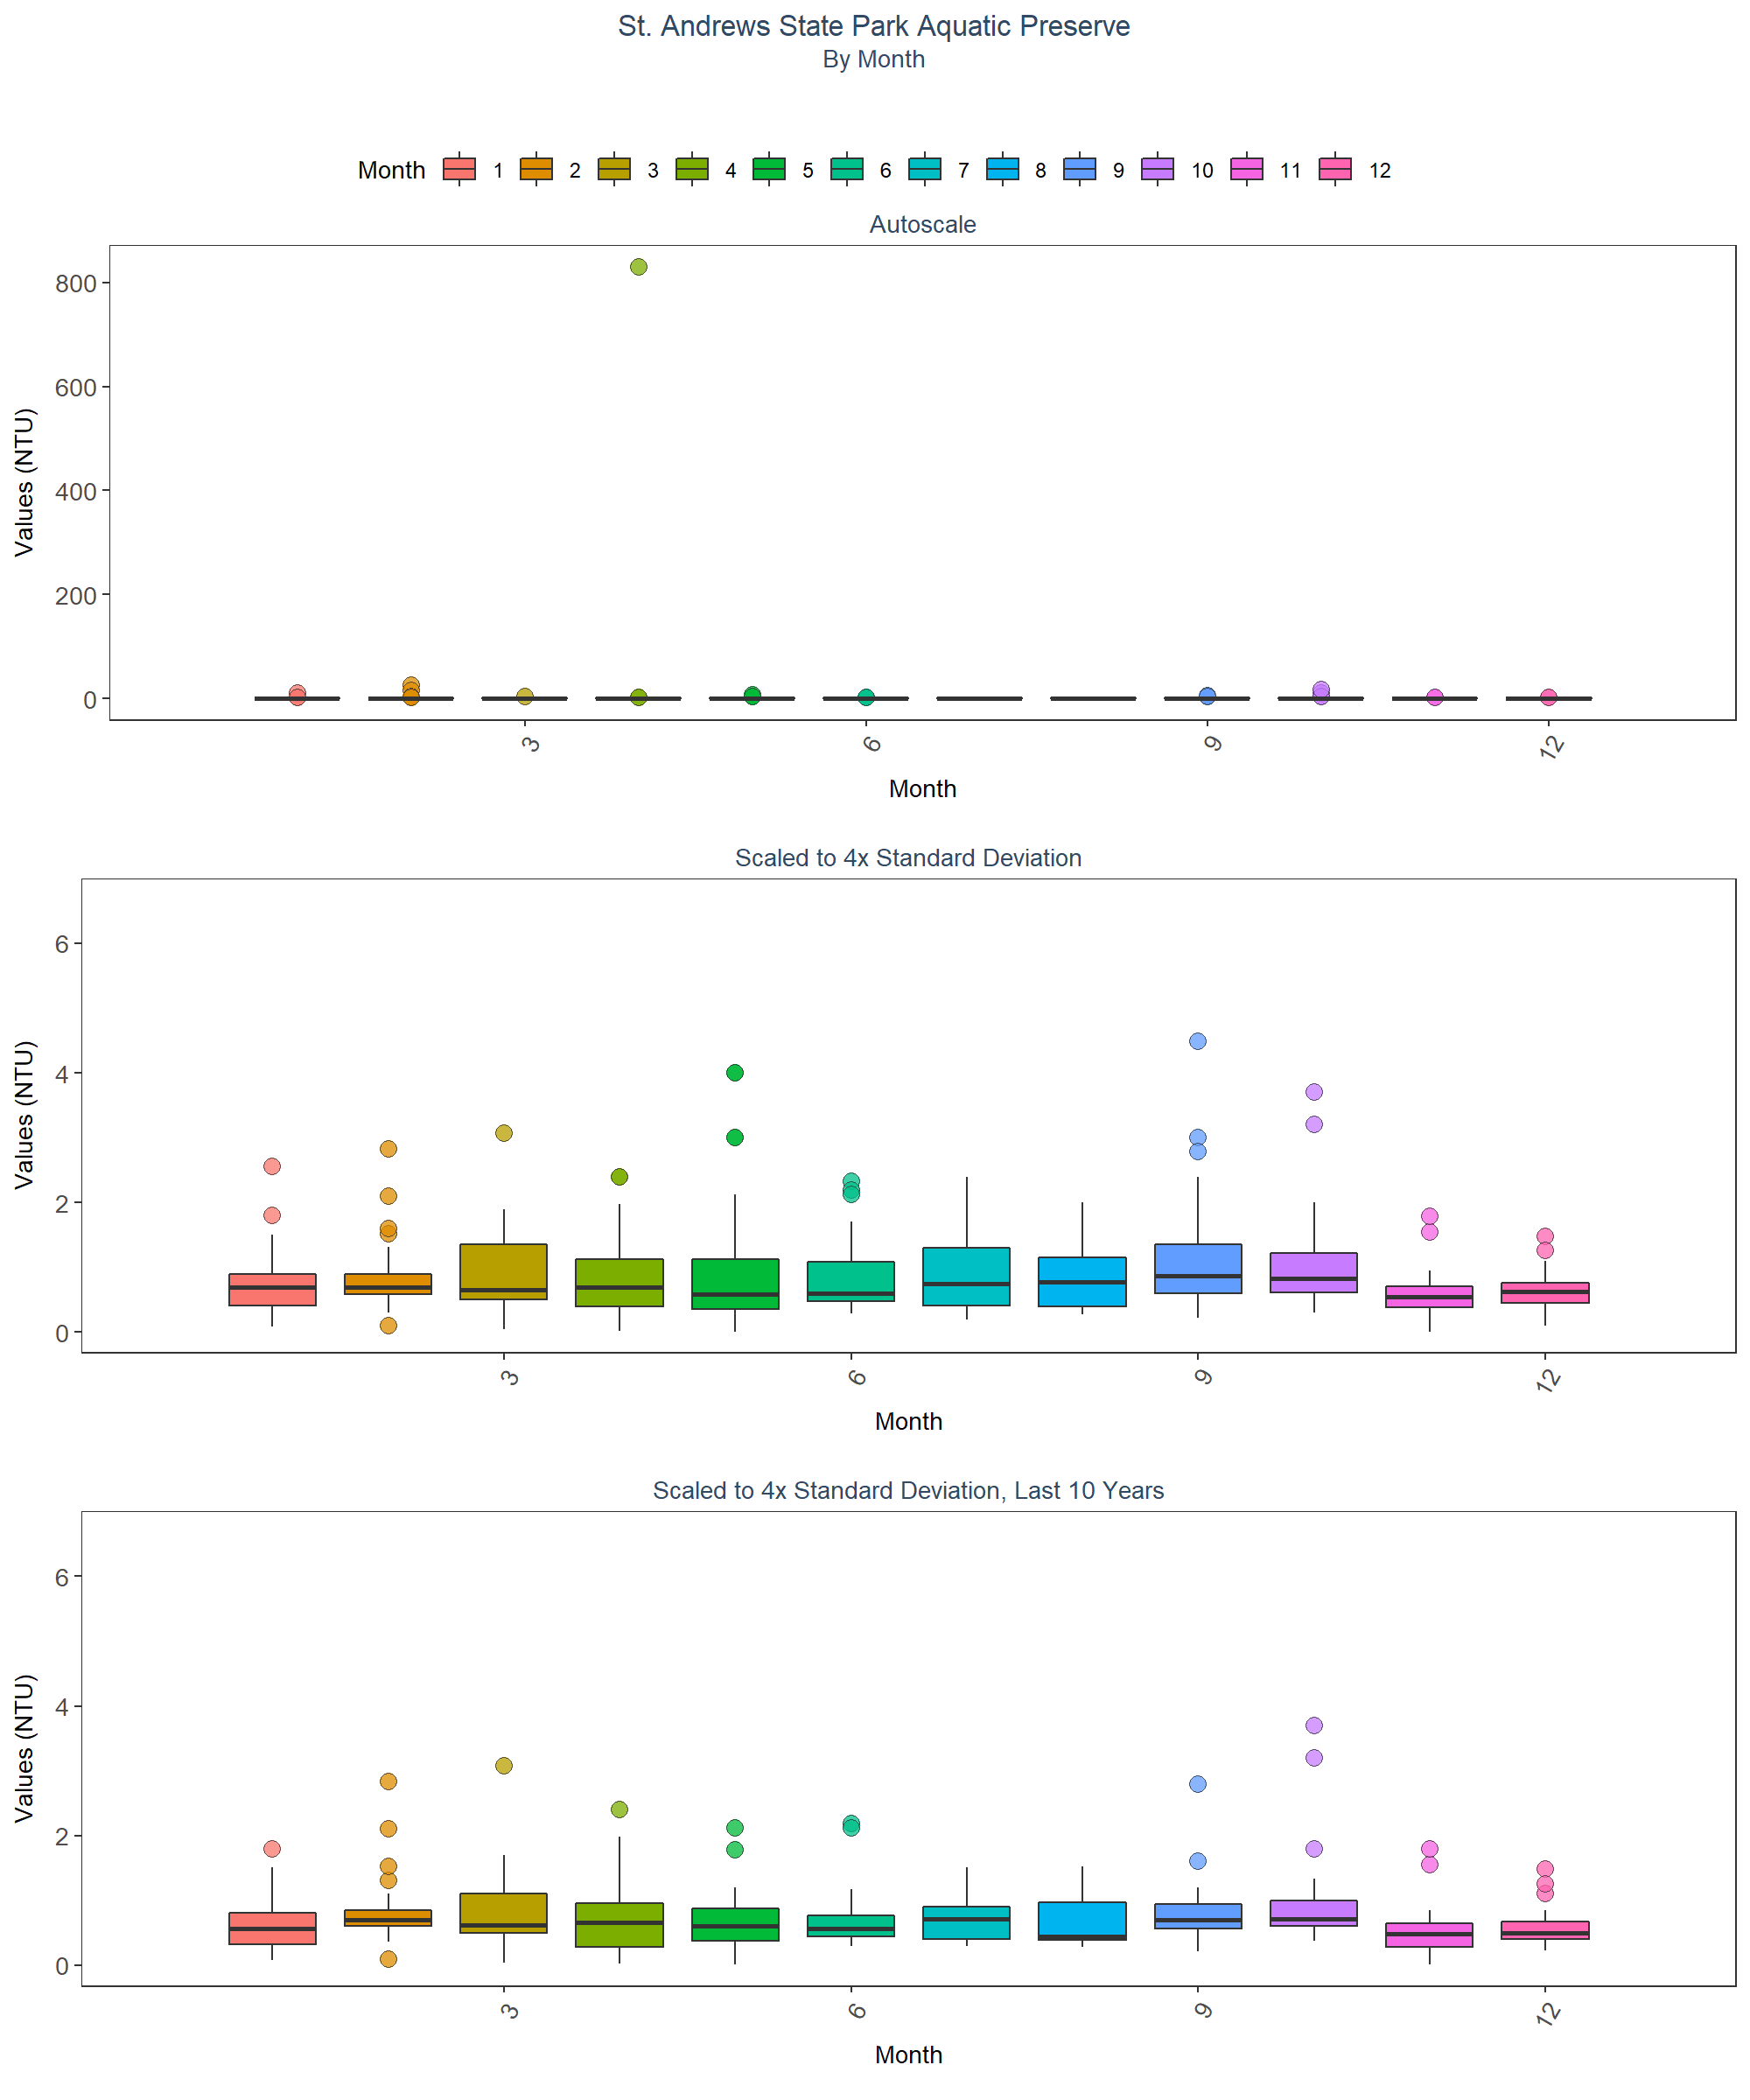 St. Andrews State Park Aquatic Preserve
By Month
Month 1 2 3 4 5 6 7 8 9 10 11 12
Autoscale
Values (NTU)
800
600
400
200
0
3 6 9 12
Month
Scaled to 4x Standard Deviation
Values (NTU)
6
4
2
0
3 6 9 12
Month
Scaled to 4x Standard Deviation, Last 10 Years
Values (NTU)
6
4
2
0
3 6 9 12
Month